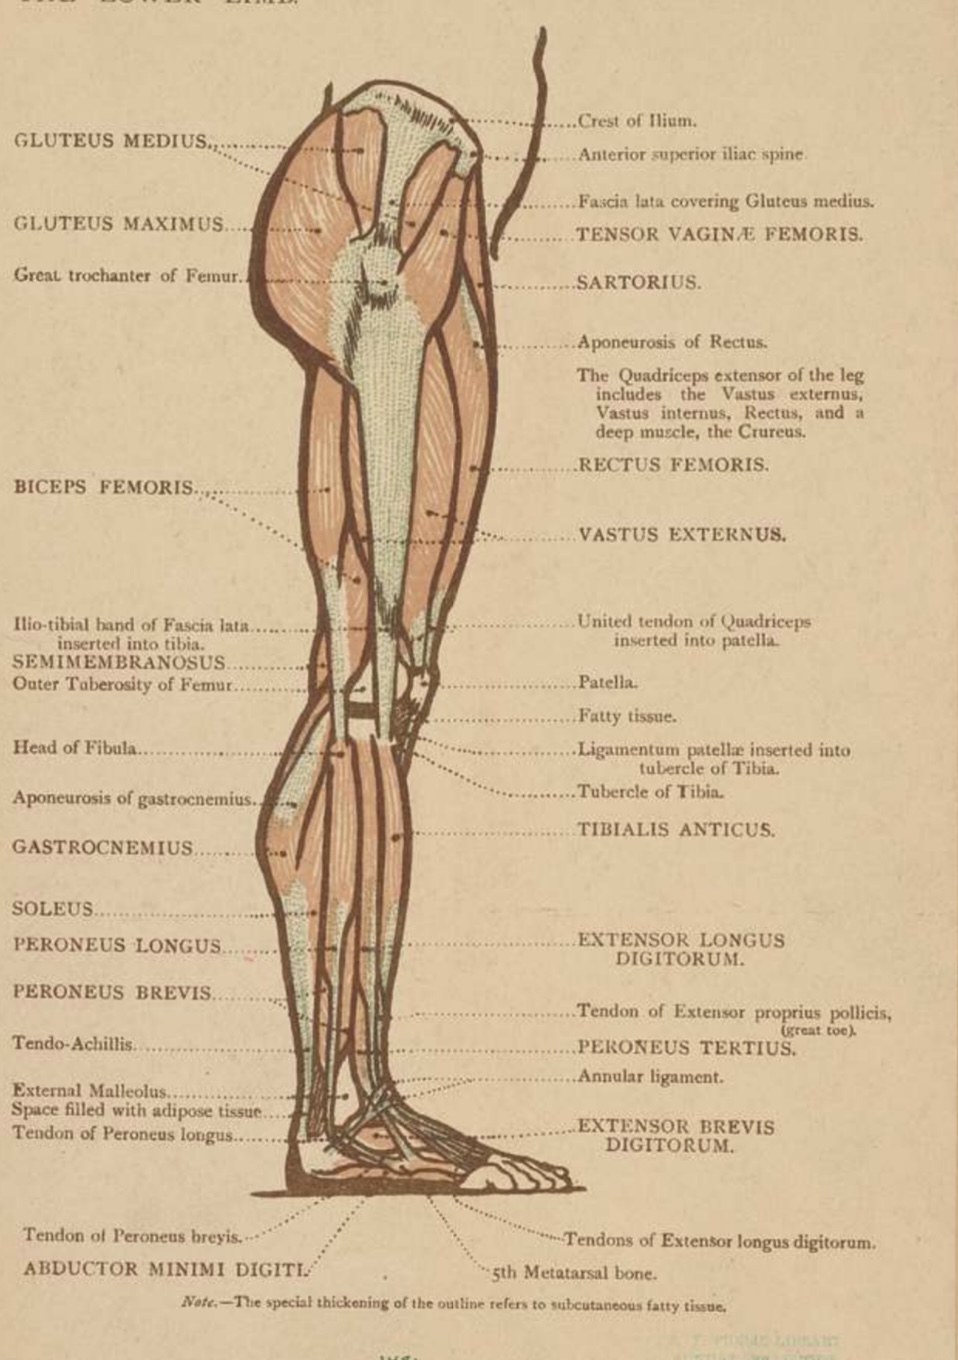 THE LOWER LIMB.
GLUTEUS MEDIUS
GLUTEUS MAXIMUS
Great trochanter of Femur
BICEPS FEMORIS
Ilio-tibial band of Fascia lata
inserted into tibia.
SEMIMEMBRANOSUS
Outer Tuberosity of Femur
Head of Fibula
Aponeurosis of gastrocnemius
GASTROCNEMIUS
SOLEUS
PERONEUS LONGUS
PERONEUS BREVIS
Tendo-Achillis
External Malleolus
Space filled with adipose tissue
Tendon of Peroneus longus
Crest of Ilium.
Anterior superior iliac spine
Fascia lata covering Gluteus medius.
TENSOR VAGINÆ FEMORIS.
SARTORIUS.
Aponeurosis of Rectus.
The Quadriceps extensor of the leg
includes the Vastus externus,
Vastus internus, Rectus, and a
deep muscle, the Crureus.
RECTUS FEMORIS.
VASTUS EXTERNUS.
United tendon of Quadriceps
inserted into patella.
Patella.
Fatty tissue.
Ligamentum patellæ inserted into
tubercle of Tibia.
Tubercle of Tibia.
TIBIALIS ANTICUS.
EXTENSOR LONGUS
DIGITORUM.
Tendon of Extensor proprius pollicis,
(great toe).
PERONEUS TERTIUS.
Annular ligament.
EXTENSOR BREVIS
DIGITORUM.
Tendon of Peroneus brevis.
ABDUCTOR MINIMI DIGITI.
Tendons of Extensor longus digitorum.
5th Metatarsal bone.
Note.—The special thickening of the outline refers to subcutaneous fatty tissue.